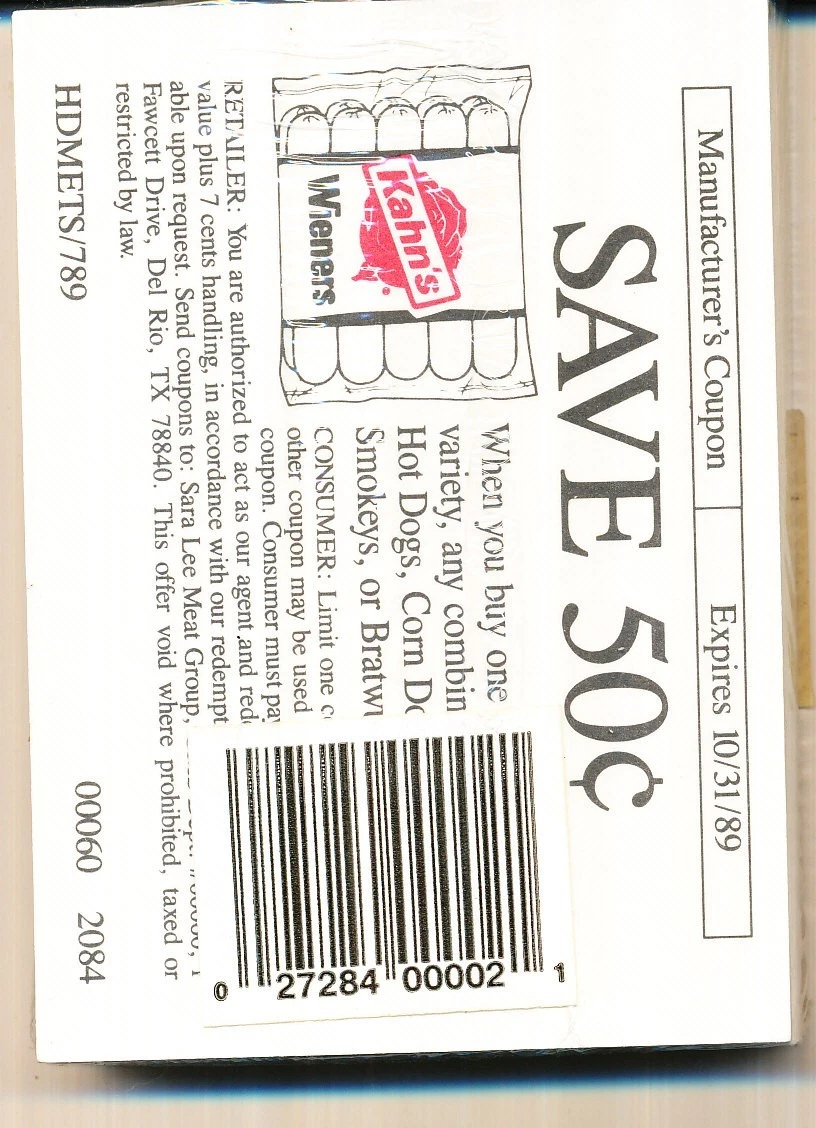 Manufacturer's Coupon
Expires 10/31/89
SAVE 50¢
Kahn's
®
Wieners
When you buy one
variety, any combin
Hot Dogs, Corn Do
Smokeys, or Bratwu
CONSUMER: Limit one c
other coupon may be used
coupon. Consumer must pay
RETAILER: You are authorized to act as our agent and red
value plus 7 cents handling, in accordance with our redempt
able upon request. Send coupons to: Sara Lee Meat Group,
Fawcett Drive, Del Rio, TX 78840. This offer void where prohibited, taxed or
restricted by law.
HDMETS/789
00060 2084
0 27284 00002 1